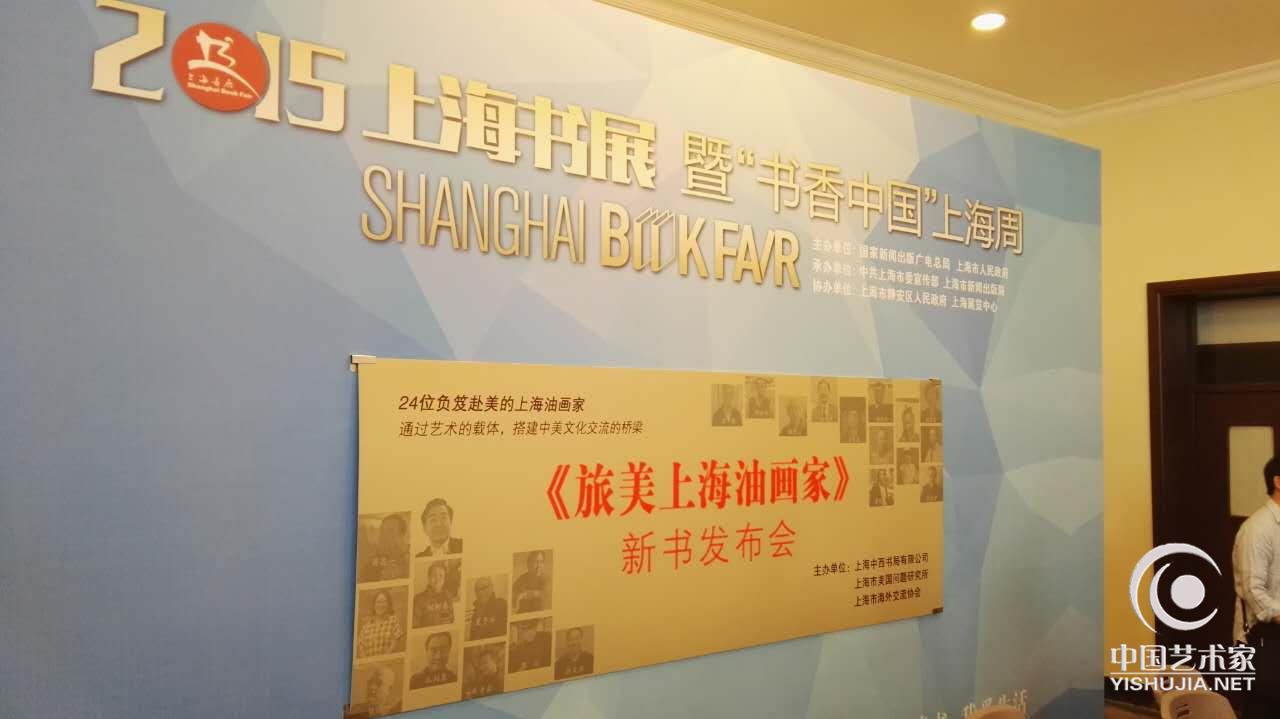 2015 上海书展 暨“书香中国”上海周
上海书展
Shanghai Book Fair
SHANGHAI BOOK FAIR
主办单位：国家新闻出版广电总局 上海市人民政府
承办单位：中共上海市委宣传部 上海市新闻出版局
协办单位：上海市静安区人民政府 上海展览中心
24位负笈赴美的上海油画家
通过艺术的载体，搭建中美文化交流的桥梁
《旅美上海油画家》
新书发布会
主办单位：上海中西书局有限公司
上海市美国问题研究所
上海市海外交流协会
中国艺术家
YISHUJIA.NET